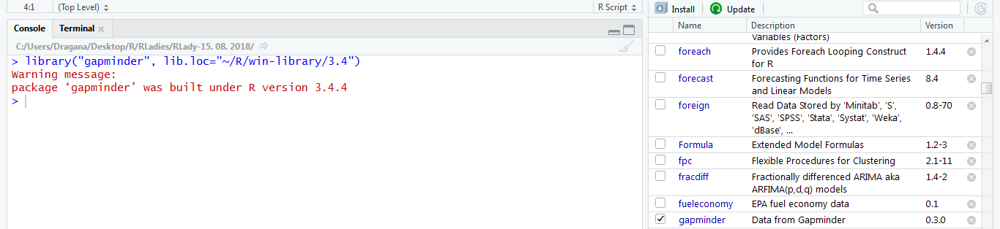 4:1 (Top Level) R Script
Console Terminal
C:/Users/Dragana/Desktop/R/RLadies/RLady-15. 08. 2018/
> library("gapminder", lib.loc="~/R/win-library/3.4")
Warning message:
package ‘gapminder’ was built under R version 3.4.4
>
Install Update
Name Description Version
Variables (Factors)
foreach Provides Foreach Looping Construct 1.4.4
for R
forecast Forecasting Functions for Time Series 8.4
and Linear Models
foreign Read Data Stored by 'Minitab', 'S', 0.8-70
'SAS', 'SPSS', 'Stata', 'Systat', 'Weka',
'dBase', ...
Formula Extended Model Formulas 1.2-3
fpc Flexible Procedures for Clustering 2.1-11
fracdiff Fractionally differenced ARIMA aka 1.4-2
ARFIMA(p,d,q) models
fueleconomy EPA fuel economy data 0.1
gapminder Data from Gapminder 0.3.0